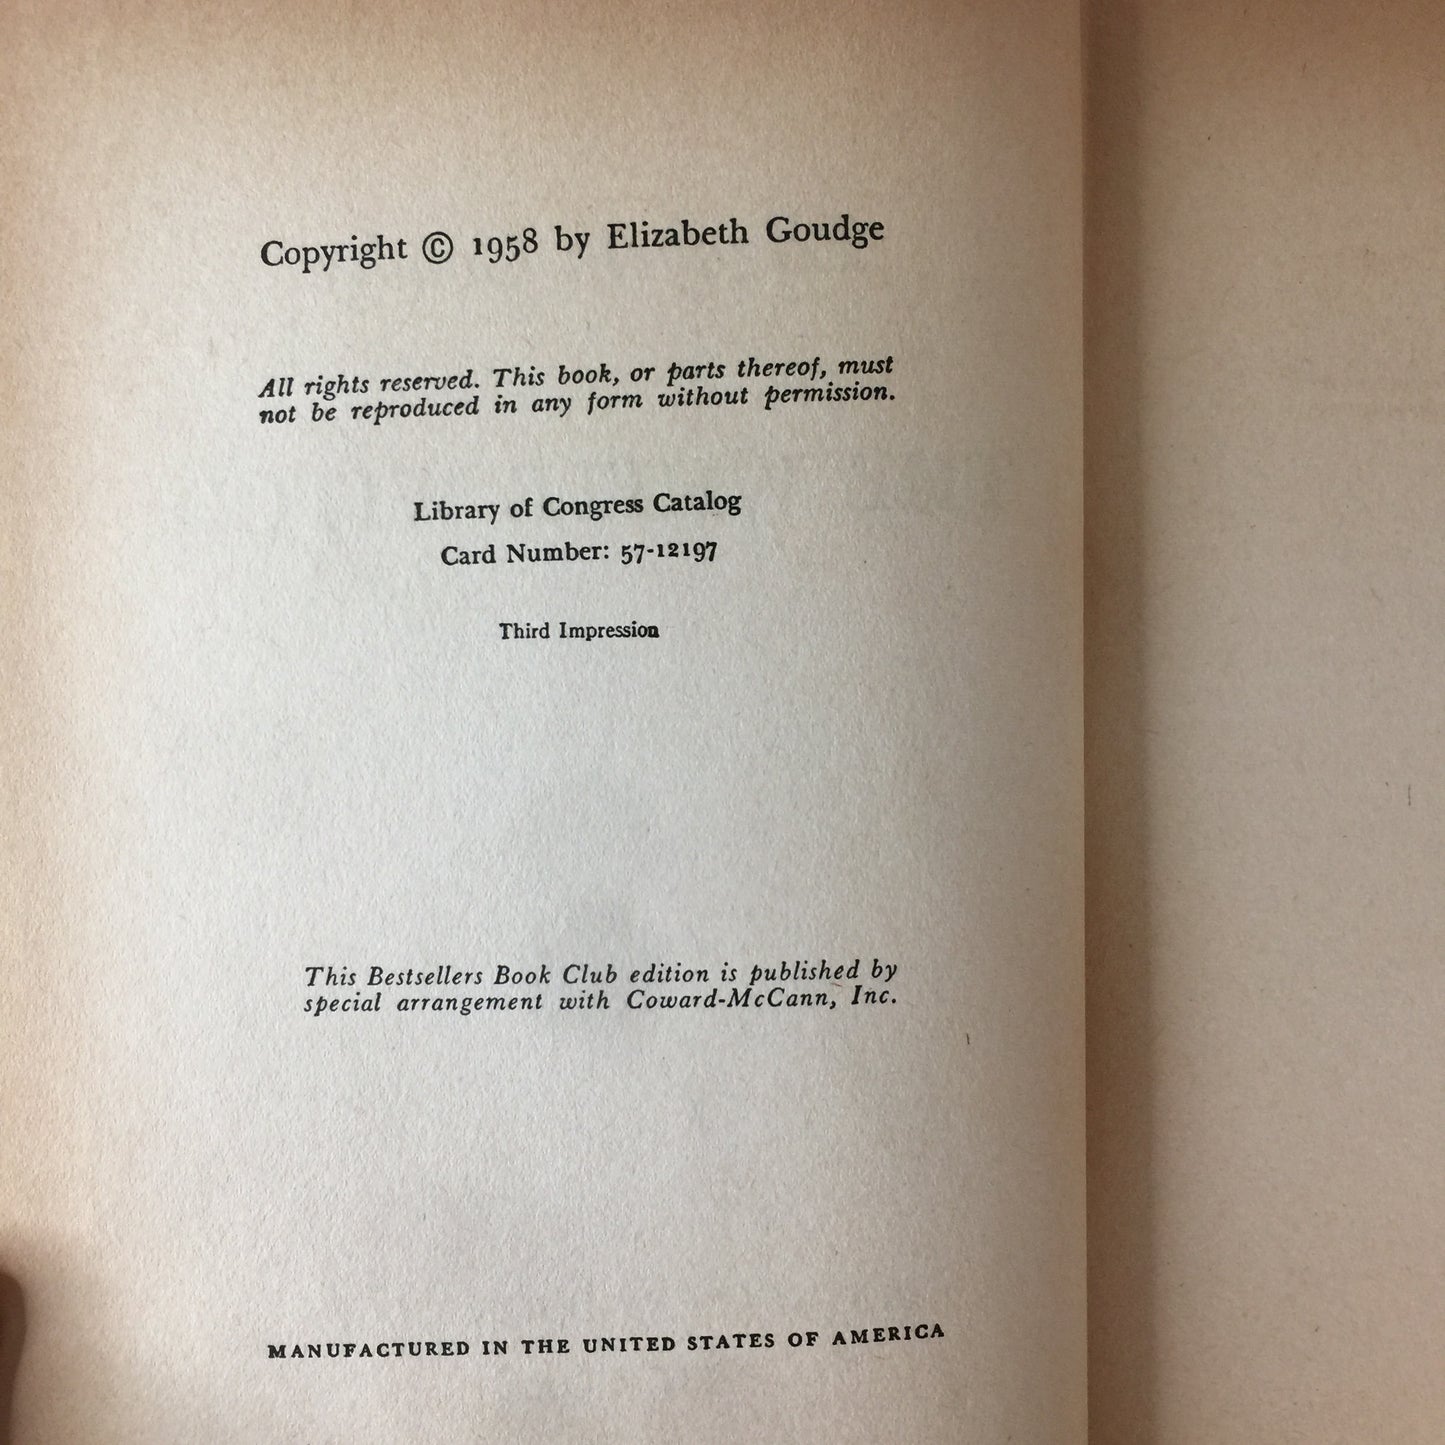 Copyright © 1958 by Elizabeth Goudge
All rights reserved. This book, or parts thereof, must
not be reproduced in any form without permission.
Library of Congress Catalog
Card Number: 57-12197
Third Impression
This Bestsellers Book Club edition is published by
special arrangement with Coward-McCann, Inc.
MANUFACTURED IN THE UNITED STATES OF AMERICA